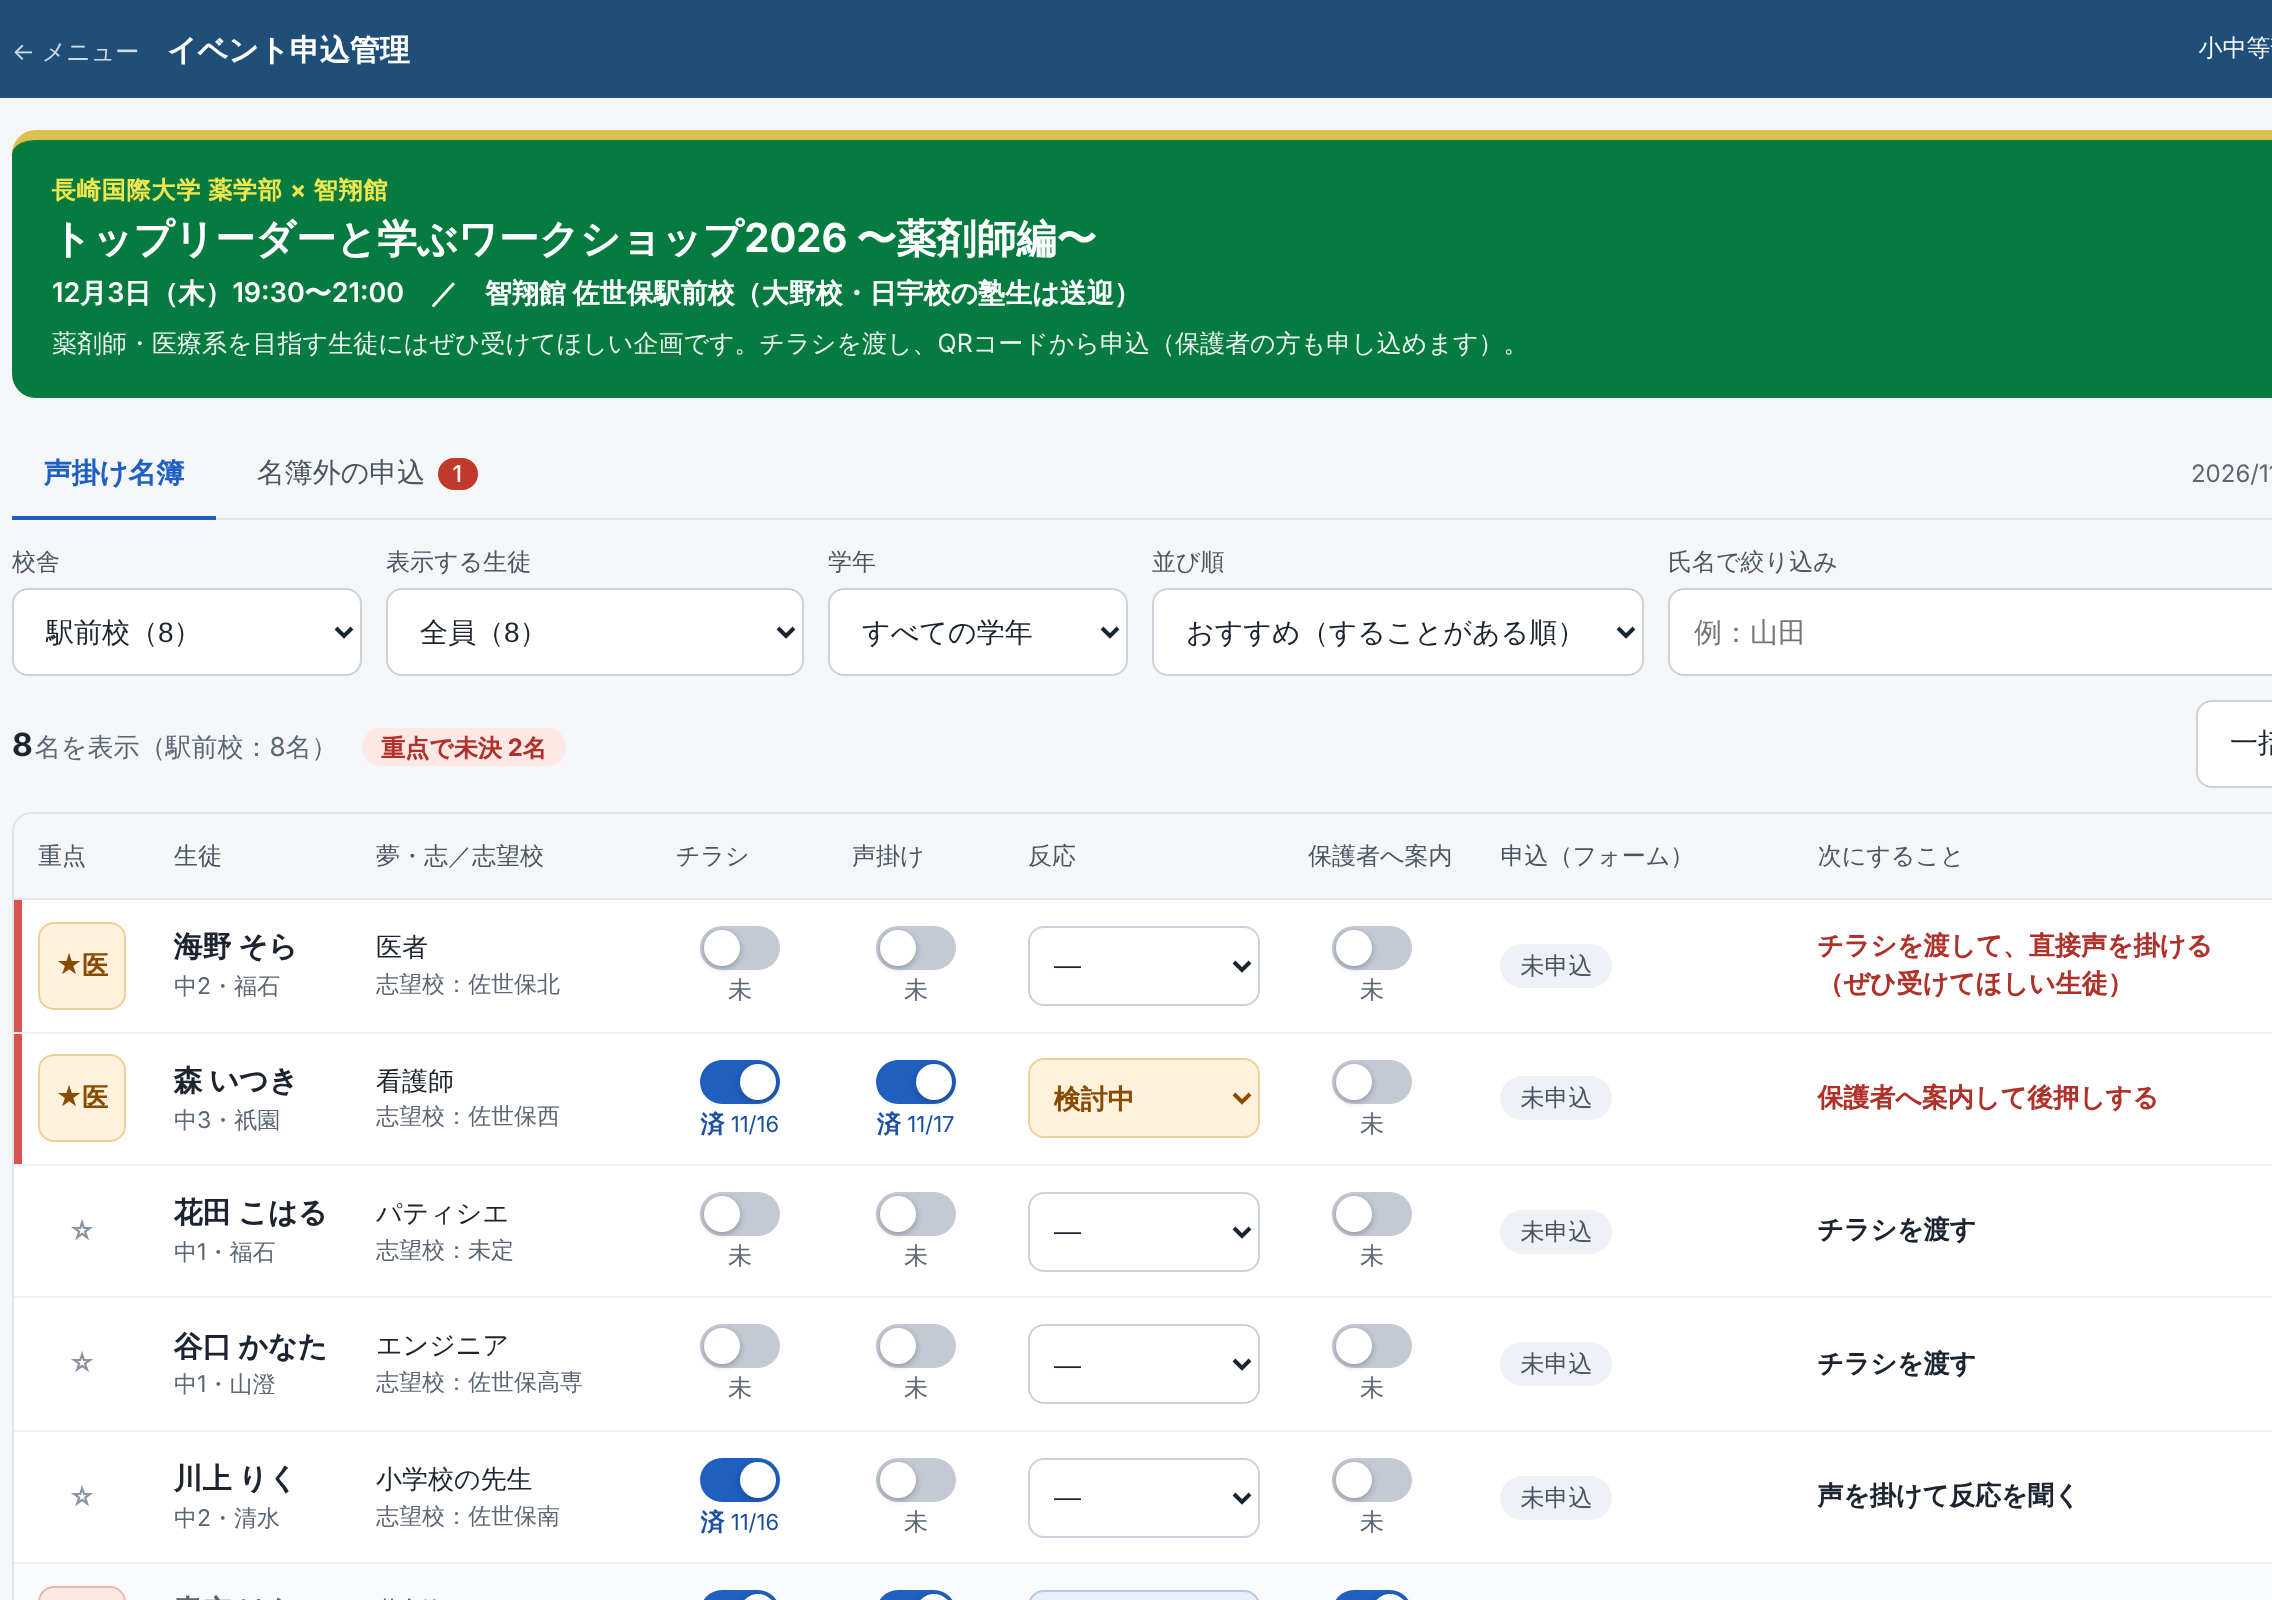 ← メニュー イベント申込管理 小中等
長崎国際大学 薬学部 × 智翔館
トップリーダーと学ぶワークショップ2026 〜薬剤師編〜
12月3日（木）19:30〜21:00 ／ 智翔館 佐世保駅前校（大野校・日宇校の塾生は送迎）
薬剤師・医療系を目指す生徒にはぜひ受けてほしい企画です。チラシを渡し、QRコードから申込（保護者の方も申し込めます）。
声掛け名簿 名簿外の申込 1 2026/11
校舎 表示する生徒 学年 並び順 氏名で絞り込み
駅前校（8） 全員（8） すべての学年 おすすめ（することがある順） 例：山田
8名を表示（駅前校：8名） 重点で未決 2名 一括
重点 生徒 夢・志／志望校 チラシ 声掛け 反応 保護者へ案内 申込（フォーム） 次にすること
★医 海野 そら 医者 — 未申込 チラシを渡して、直接声を掛ける
中2・福石 志望校：佐世保北 未 未 未 （ぜひ受けてほしい生徒）
★医 森 いつき 看護師 検討中 未申込 保護者へ案内して後押しする
中3・祇園 志望校：佐世保西 済 11/16 済 11/17 未
☆ 花田 こはる パティシエ — 未申込 チラシを渡す
中1・福石 志望校：未定 未 未 未
☆ 谷口 かなた エンジニア — 未申込 チラシを渡す
中1・山澄 志望校：佐世保高専 未 未 未
☆ 川上 りく 小学校の先生 — 未申込 声を掛けて反応を聞く
中2・清水 志望校：佐世保南 済 11/16 未 未